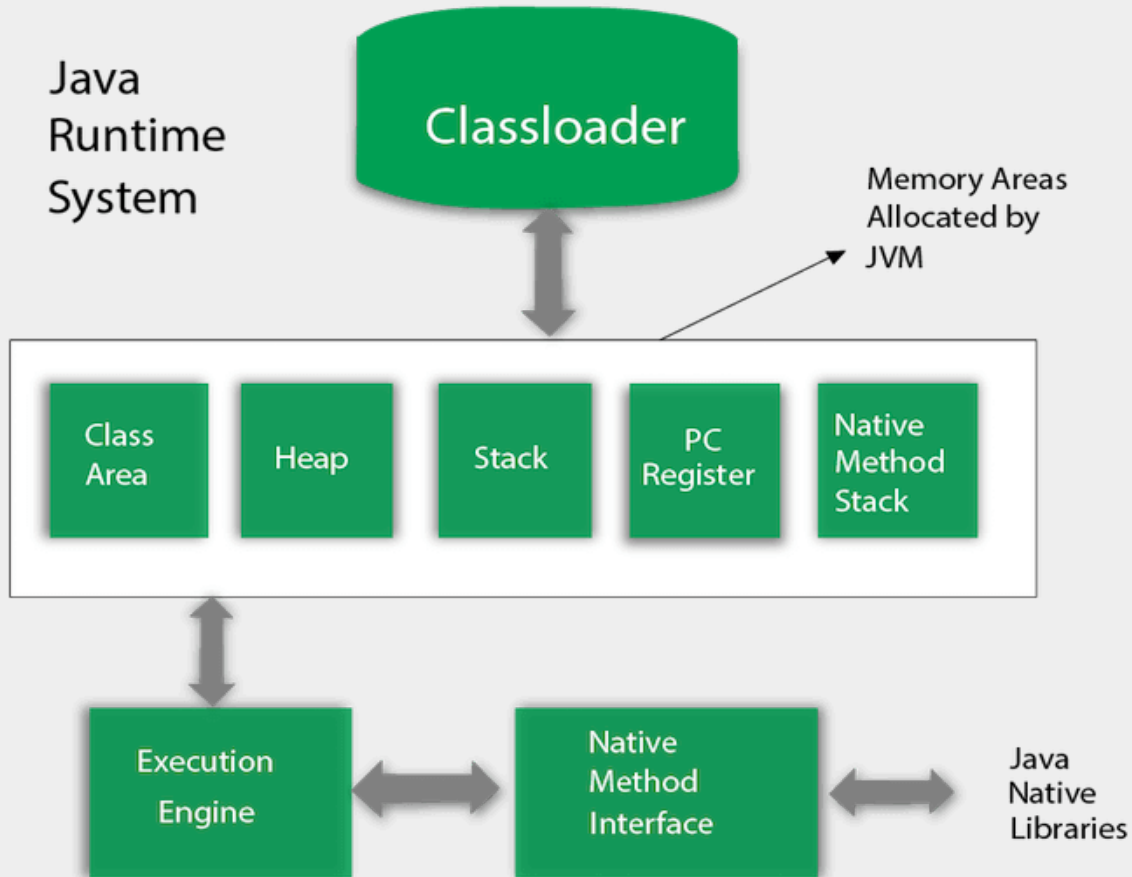 Java
Runtime
System
Classloader
Memory Areas
Allocated by
JVM
Class
Area
Heap
Stack
PC
Register
Native
Method
Stack
Execution
Engine
Native
Method
Interface
Java
Native
Libraries